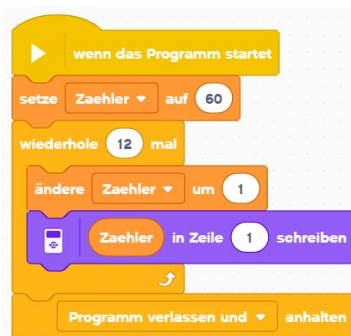 wenn das Programm startet
setze Zaehler auf 60
wiederhole 12 mal
ändere Zaehler um 1
Zaehler in Zeile 1 schreiben
Programm verlassen und anhalten